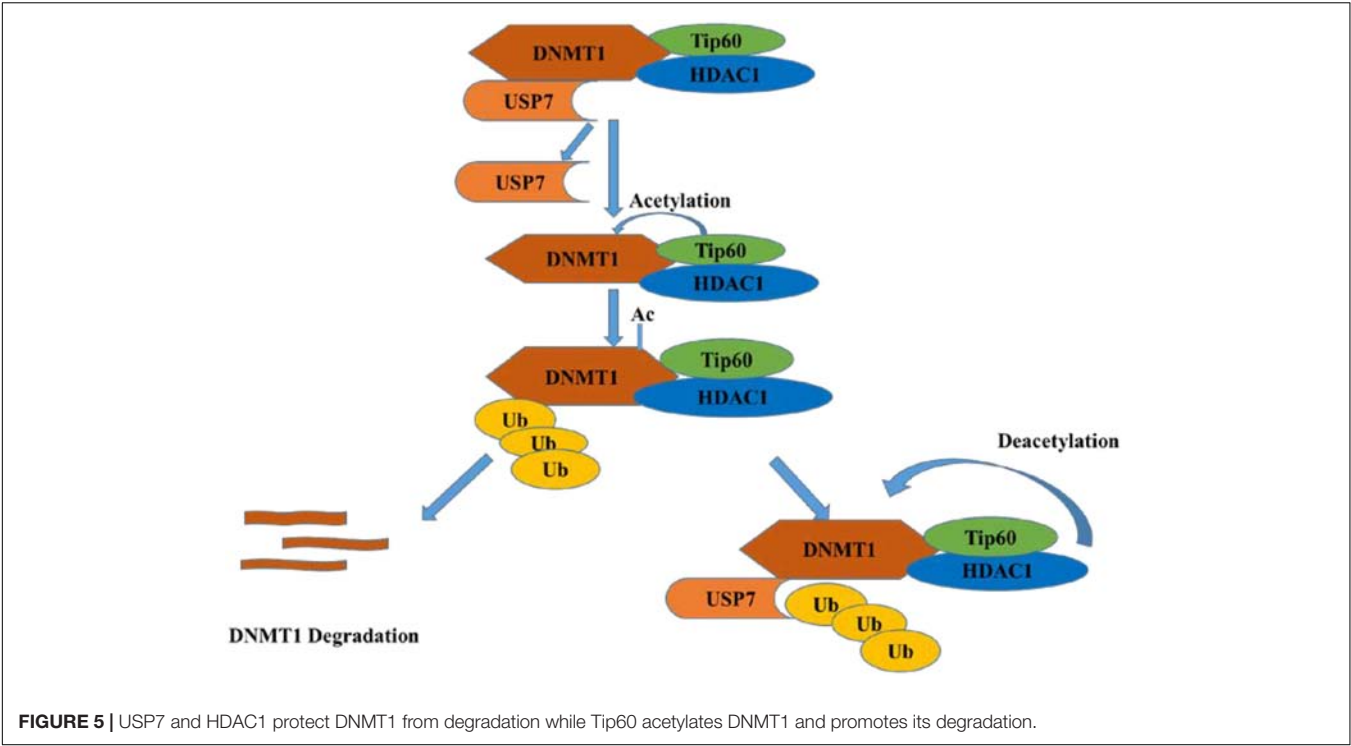 DNMT1
Tip60
HDAC1
USP7
USP7
Acetylation
DNMT1
Tip60
HDAC1
Ac
DNMT1
Tip60
HDAC1
Ub
Ub
Ub
Deacetylation
DNMT1
Tip60
HDAC1
USP7
Ub
Ub
Ub
DNMT1 Degradation
FIGURE 5 | USP7 and HDAC1 protect DNMT1 from degradation while Tip60 acetylates DNMT1 and promotes its degradation.